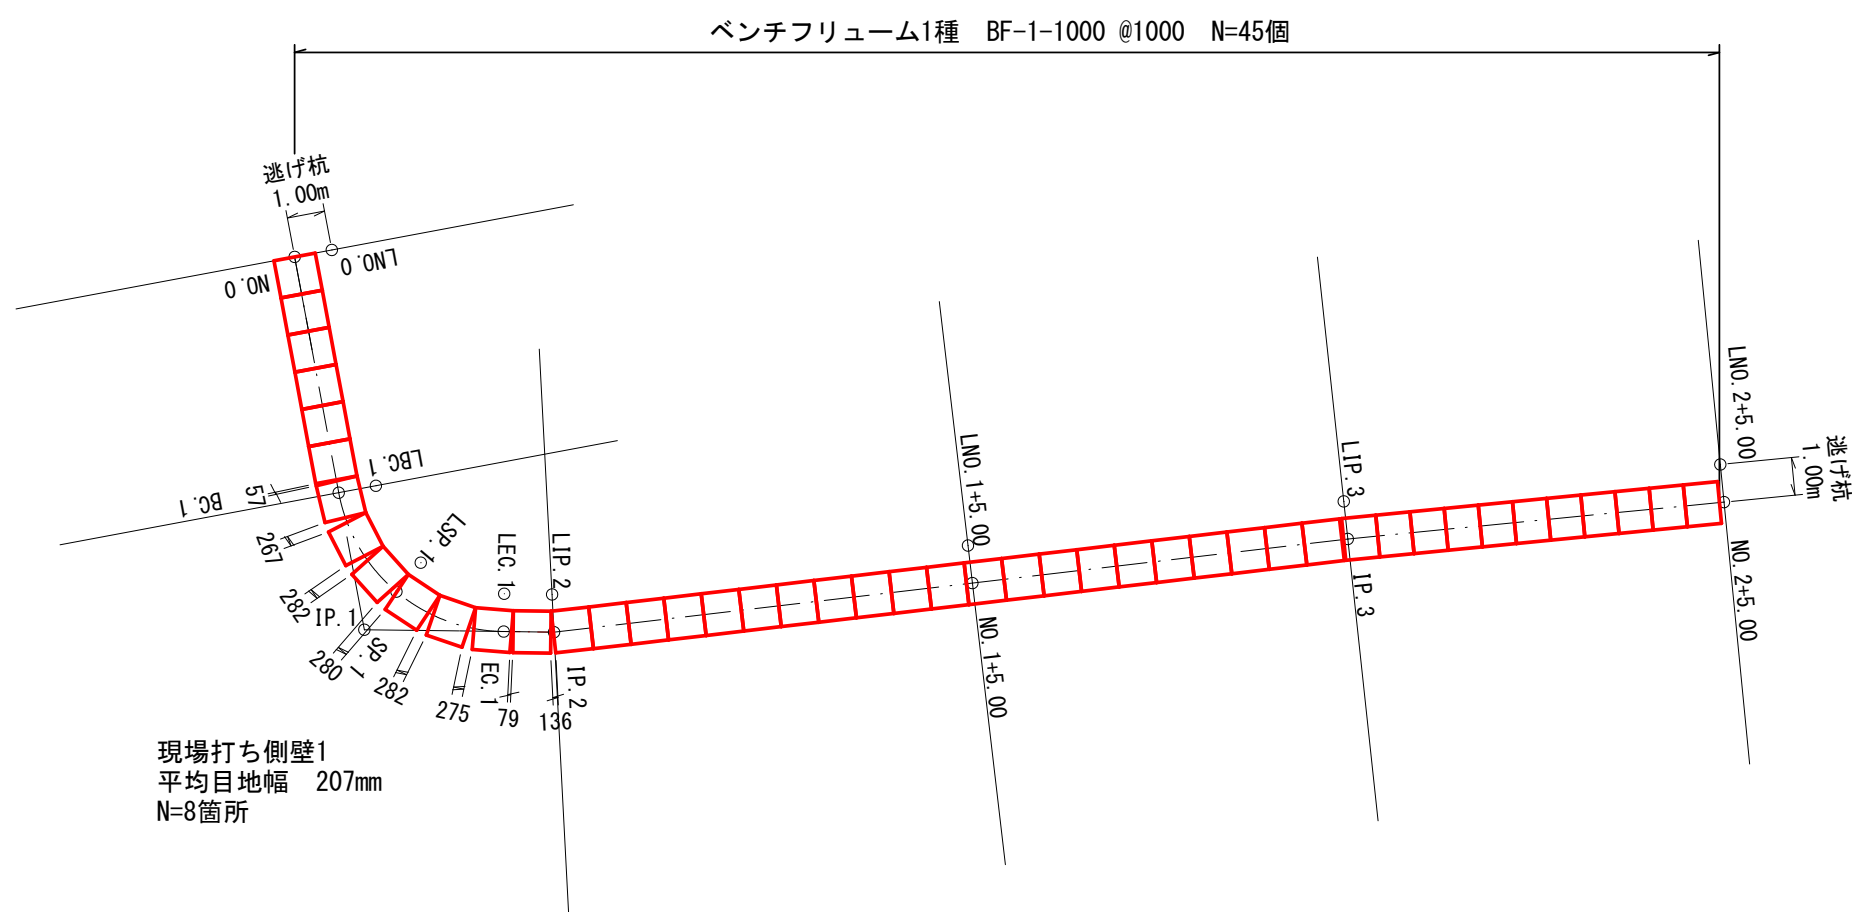 ベンチフリューム1種　BF-1-1000 @1000　N=45個
逃げ杭
1.00m
NO.0
LNO.0
BC.1
57
LBC.1
267
282
IP.1
280
SP.1
282
LSP.1
275
LEC.1
EC.1
79
LIP.2
IP.2
136
LNO.1+5.00
NO.1+5.00
LIP.3
IP.3
LNO.2+5.00
逃げ杭
1.00m
NO.2+5.00
現場打ち側壁1
平均目地幅　207mm
N=8箇所